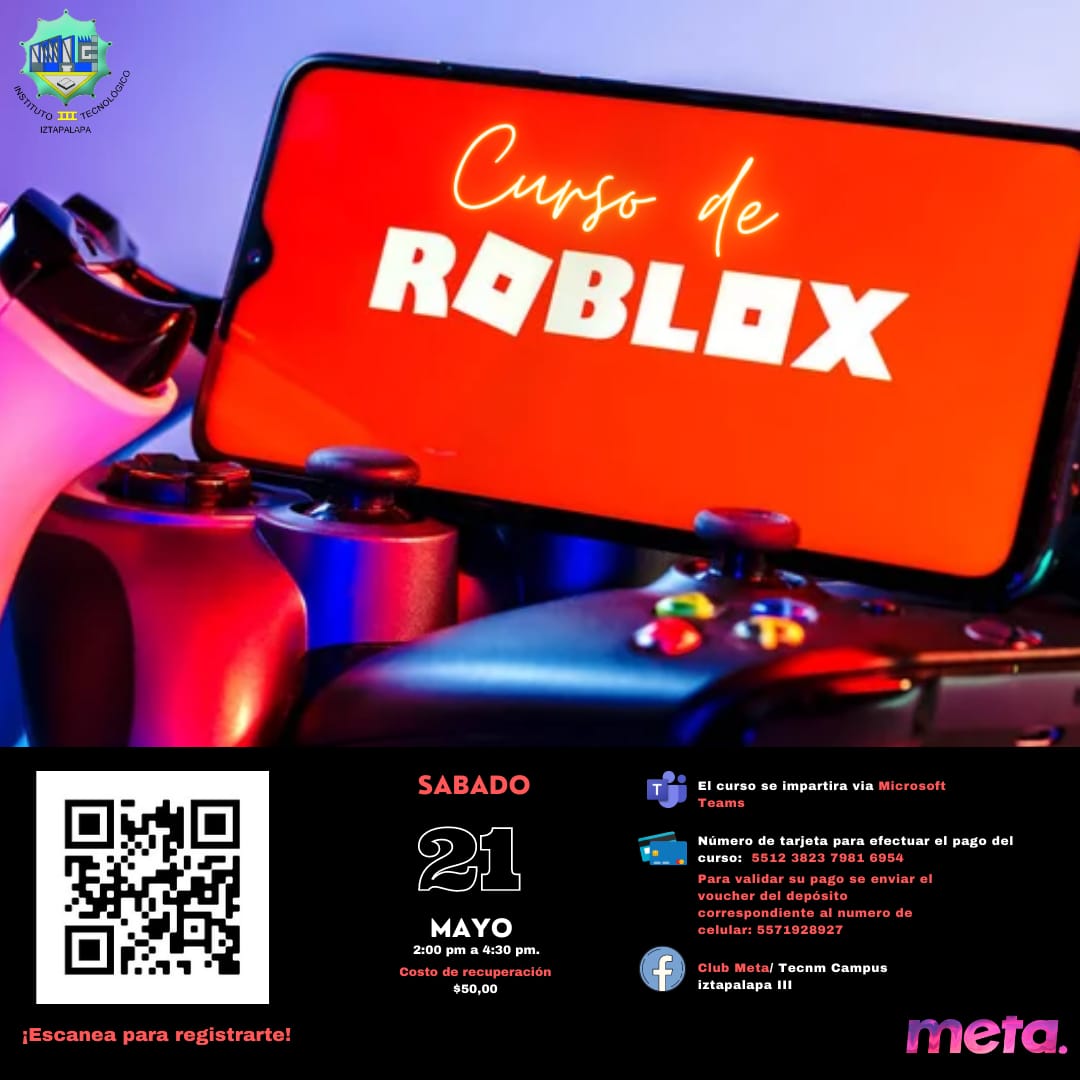 INSTITUTO III TECNOLÓGICO
IZTAPALAPA
Curso de
ROBLOX
SABADO
21
MAYO
2:00 pm a 4:30 pm.
Costo de recuperación
$50,00
¡Escanea para registrarte!
T
El curso se impartira via Microsoft
Teams
Número de tarjeta para efectuar el pago del
curso: 5512 3823 7981 6954
Para validar su pago se enviar el
voucher del depósito
correspondiente al numero de
celular: 5571928927
f
Club Meta/ Tecnm Campus
iztapalapa III
meta.